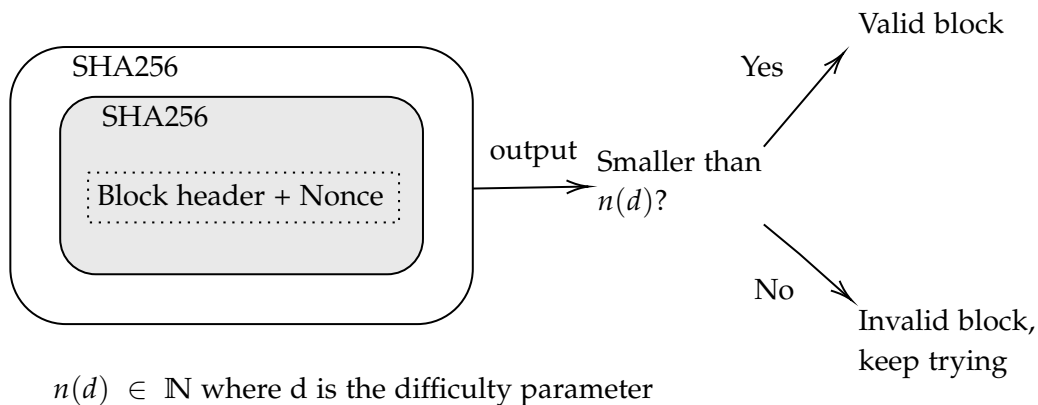 Valid block
SHA256
Yes
SHA256
output
Smaller than
n(d)?
Block header + Nonce
No
Invalid block,
keep trying
n(d) ∈ ℕ where d is the difficulty parameter